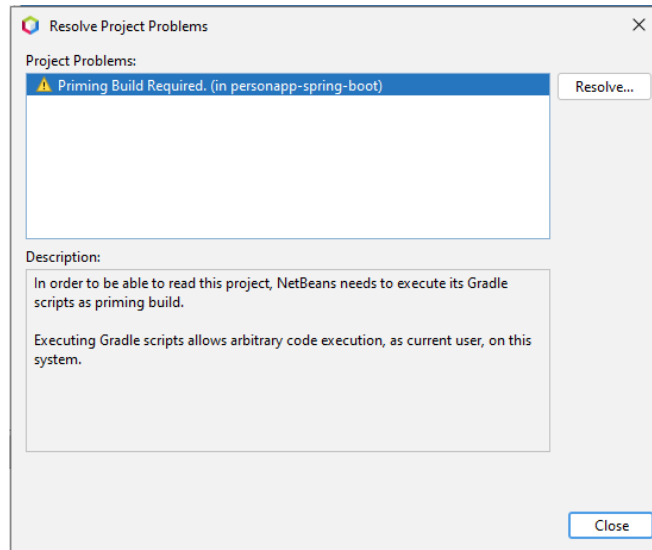 Resolve Project Problems
Project Problems:
Priming Build Required. (in personapp-spring-boot)
Resolve...
Description:
In order to be able to read this project, NetBeans needs to execute its Gradle
scripts as priming build.
Executing Gradle scripts allows arbitrary code execution, as current user, on this
system.
Close